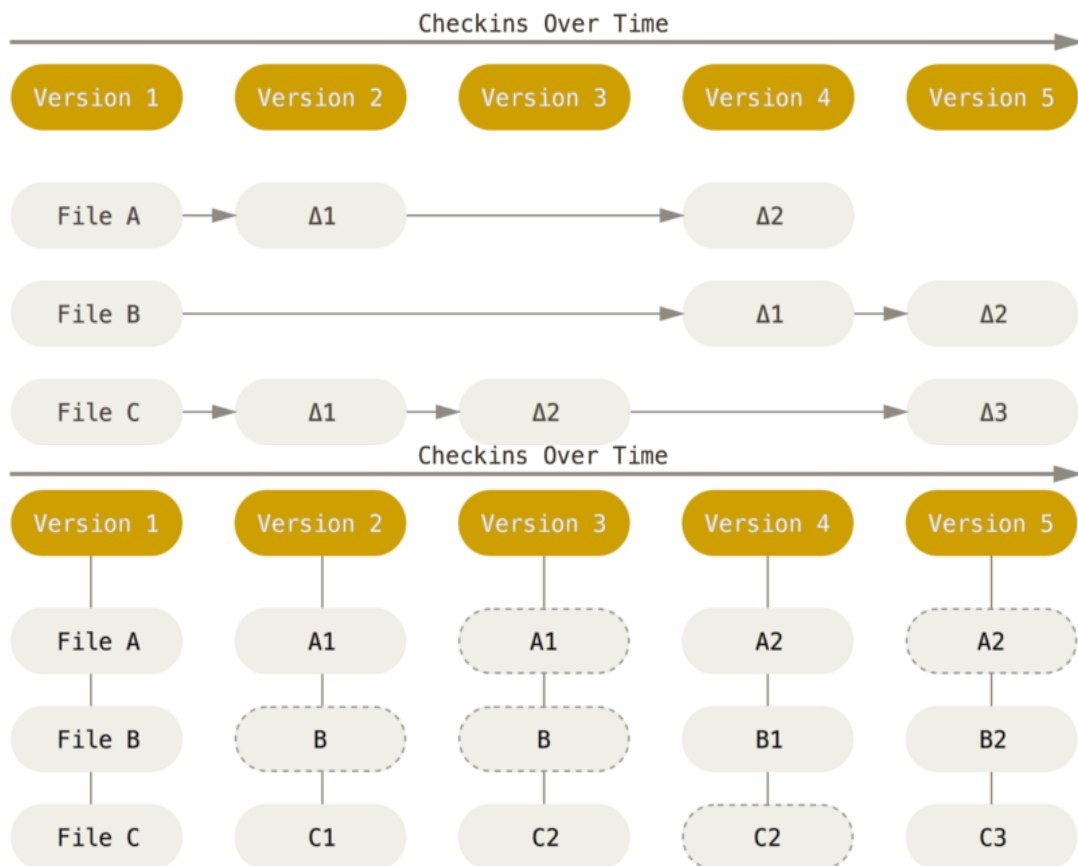 Checkins Over Time
Version 1 Version 2 Version 3 Version 4 Version 5
File A Δ1 Δ2
File B Δ1 Δ2
File C Δ1 Δ2 Δ3
Checkins Over Time
Version 1 Version 2 Version 3 Version 4 Version 5
File A A1 A1 A2 A2
File B B B B1 B2
File C C1 C2 C2 C3